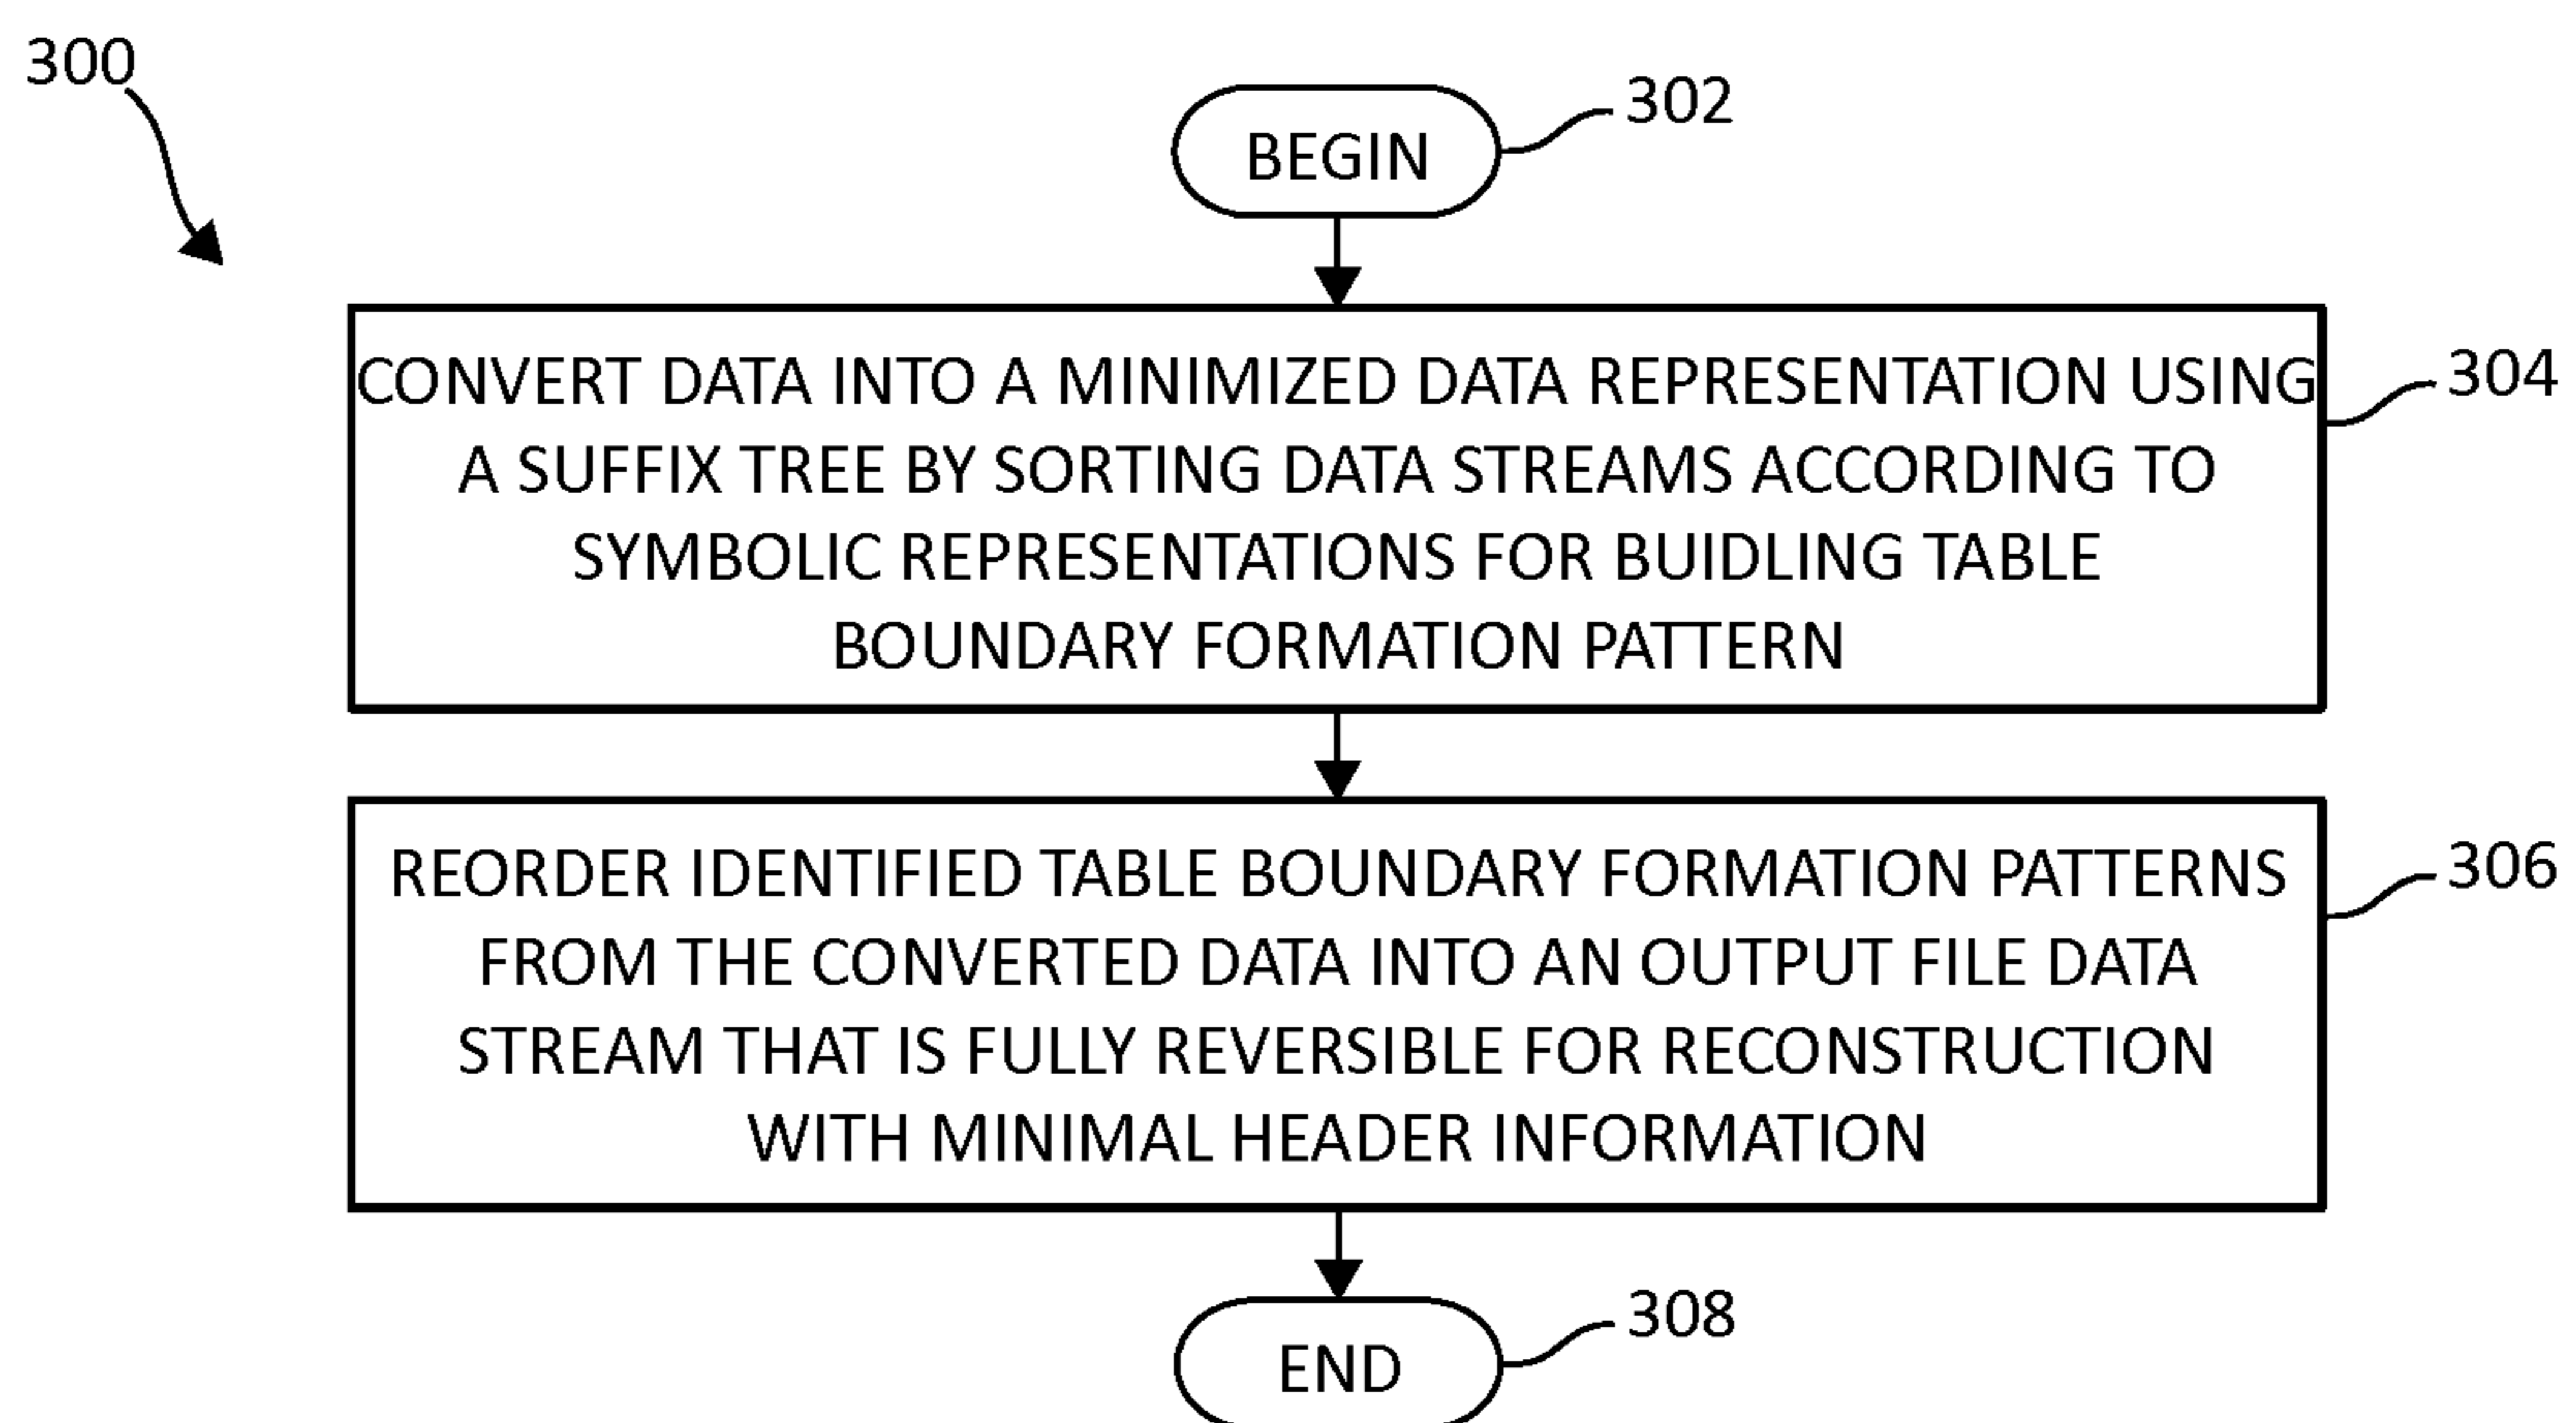 300
302
BEGIN
CONVERT DATA INTO A MINIMIZED DATA REPRESENTATION USING
304
A SUFFIX TREE BY SORTING DATA STREAMS ACCORDING TO
SYMBOLIC REPRESENTATIONS FOR BUIDLING TABLE
BOUNDARY FORMATION PATTERN
REORDER IDENTIFIED TABLE BOUNDARY FORMATION PATTERNS
306
FROM THE CONVERTED DATA INTO AN OUTPUT FILE DATA
STREAM THAT IS FULLY REVERSIBLE FOR RECONSTRUCTION
WITH MINIMAL HEADER INFORMATION
308
END